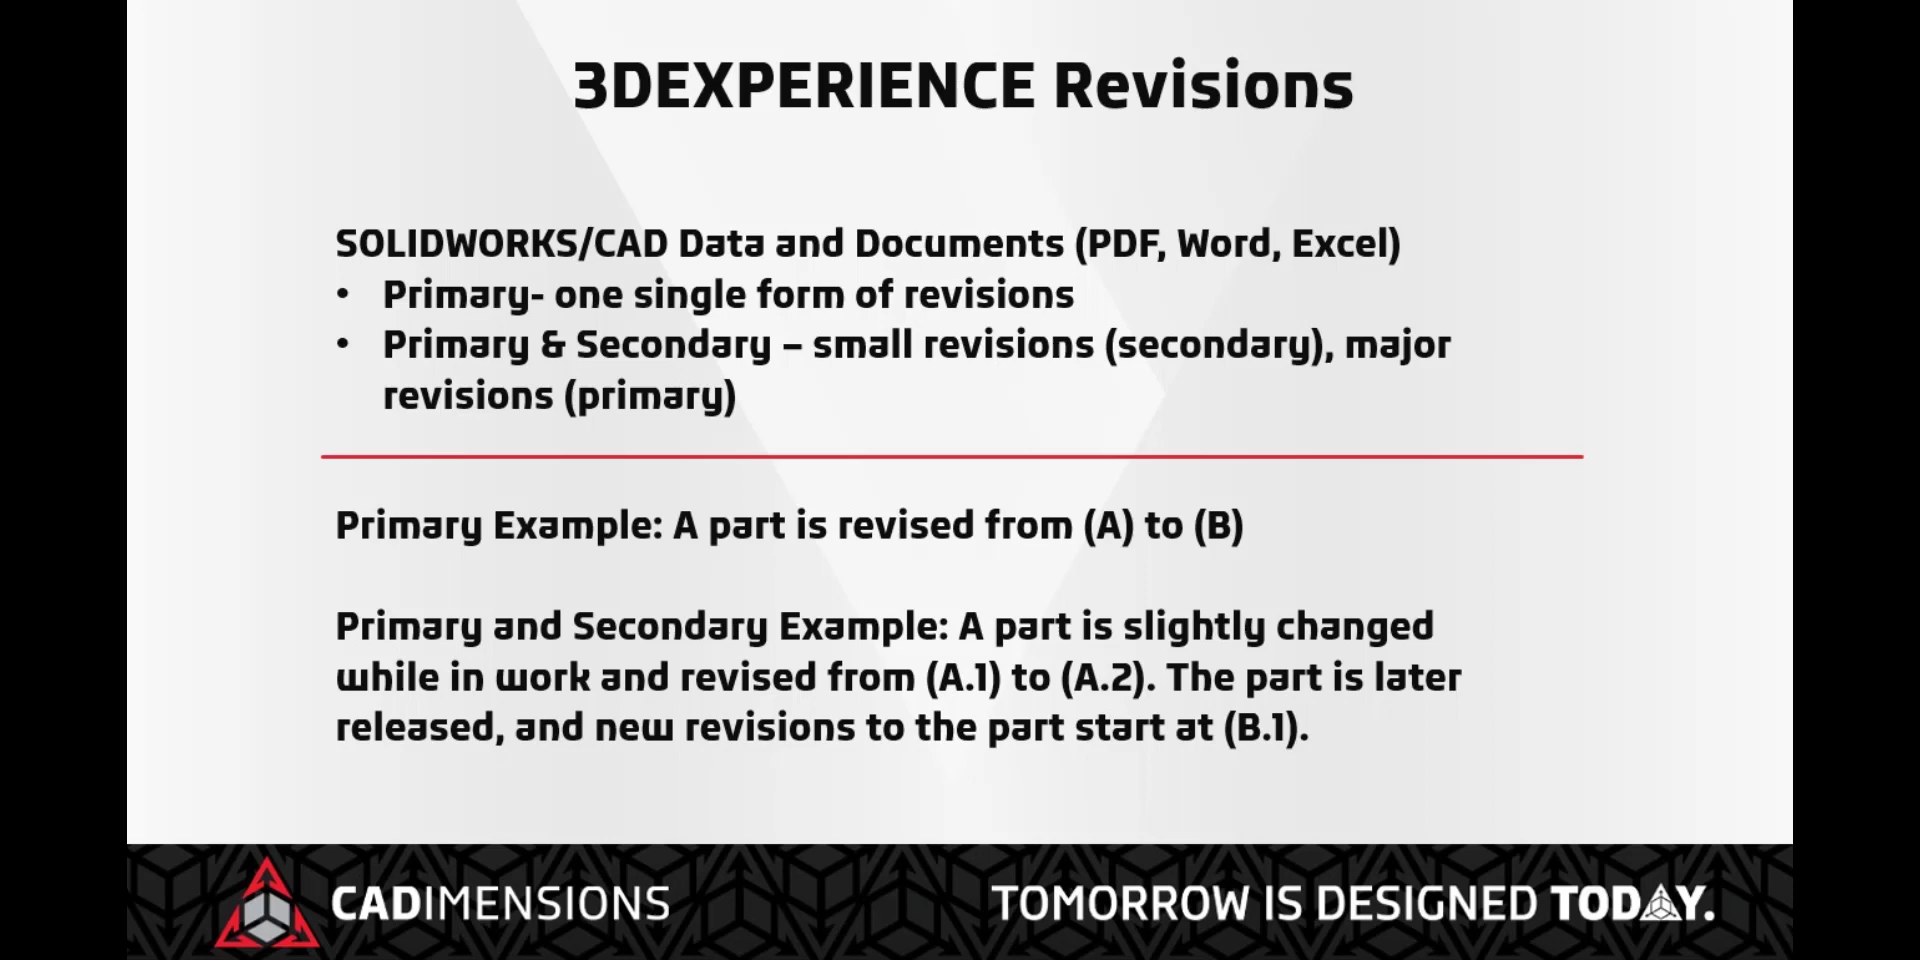 3DEXPERIENCE Revisions
SOLIDWORKS/CAD Data and Documents (PDF, Word, Excel)
• Primary- one single form of revisions
• Primary & Secondary – small revisions (secondary), major
revisions (primary)
Primary Example: A part is revised from (A) to (B)
Primary and Secondary Example: A part is slightly changed
while in work and revised from (A.1) to (A.2). The part is later
released, and new revisions to the part start at (B.1).
CADIMENSIONS
TOMORROW IS DESIGNED TODAY.